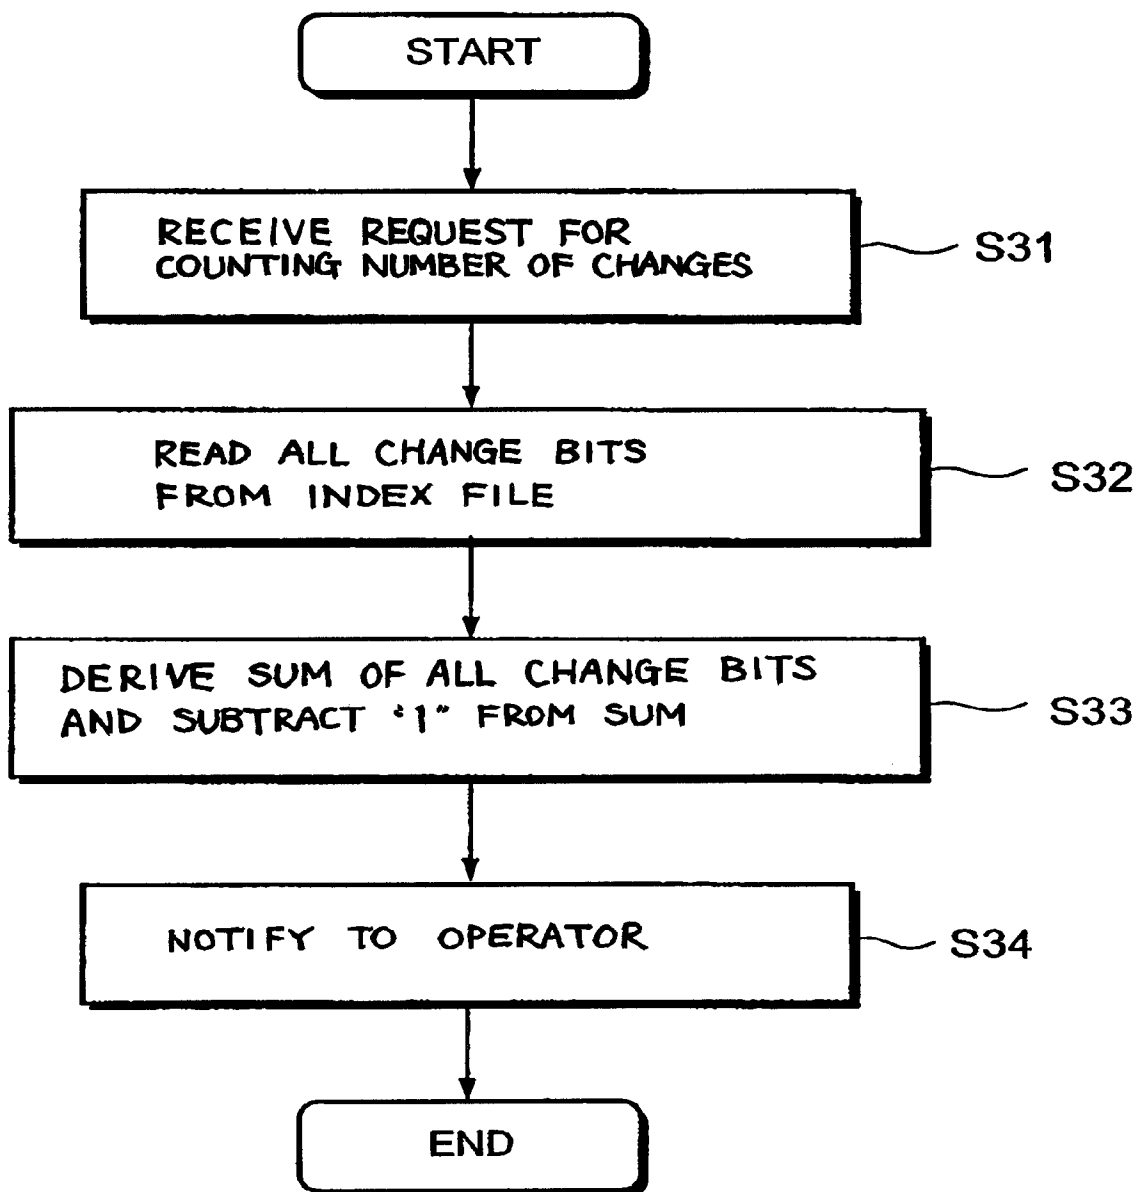 START
RECEIVE REQUEST FOR
COUNTING NUMBER OF CHANGES
S31
READ ALL CHANGE BITS
FROM INDEX FILE
S32
DERIVE SUM OF ALL CHANGE BITS
AND SUBTRACT "1" FROM SUM
S33
NOTIFY TO OPERATOR
S34
END